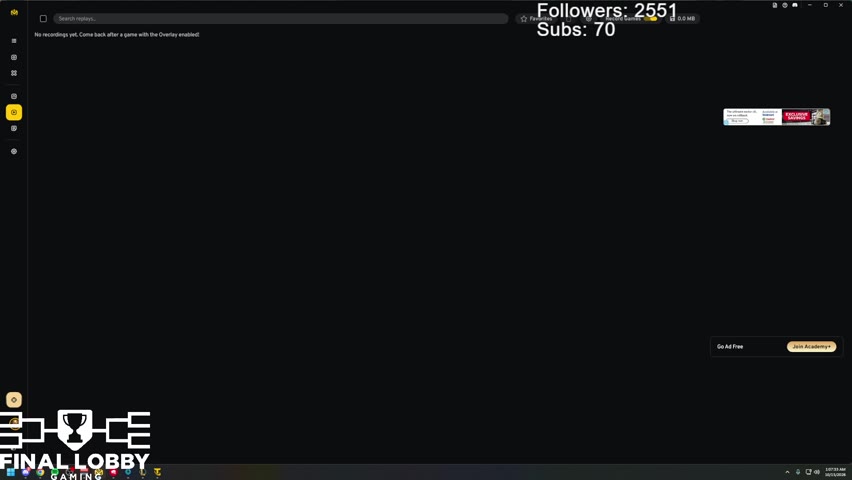 Followers: 2551
Subs: 70
Search replays...
Favorites
Record Games
0.0 MB
No recordings yet. Come back after a game with the Overlay enabled!
EXCLUSIVE
SAVINGS
Go Ad Free
Join Academy+
FINAL LOBBY
GAMING